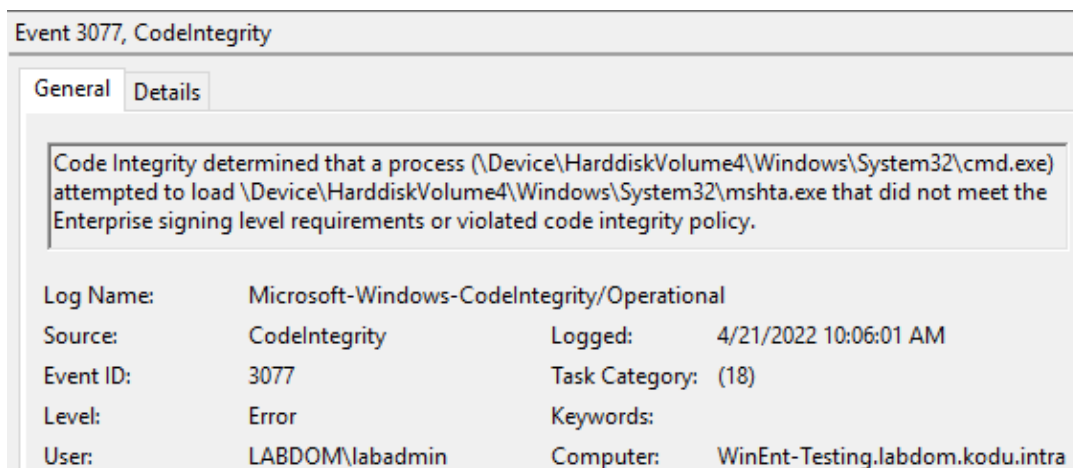 Event 3077, CodeIntegrity
General Details
Code Integrity determined that a process (\Device\HarddiskVolume4\Windows\System32\cmd.exe)
attempted to load \Device\HarddiskVolume4\Windows\System32\mshta.exe that did not meet the
Enterprise signing level requirements or violated code integrity policy.
Log Name: Microsoft-Windows-CodeIntegrity/Operational
Source: CodeIntegrity Logged: 4/21/2022 10:06:01 AM
Event ID: 3077 Task Category: (18)
Level: Error Keywords:
User: LABDOM\labadmin Computer: WinEnt-Testing.labdom.kodu.intra